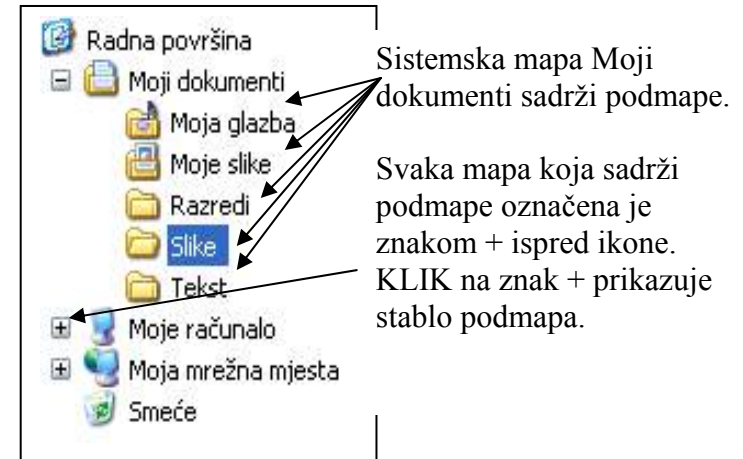 Radna površina
Moji dokumenti
Moja glazba
Moje slike
Razredi
Slike
Tekst
Moje računalo
Moja mrežna mjesta
Smeće
Sistemska mapa Moji
dokumenti sadrži podmape.
Svaka mapa koja sadrži
podmape označena je
znakom + ispred ikone.
KLIK na znak + prikazuje
stablo podmapa.